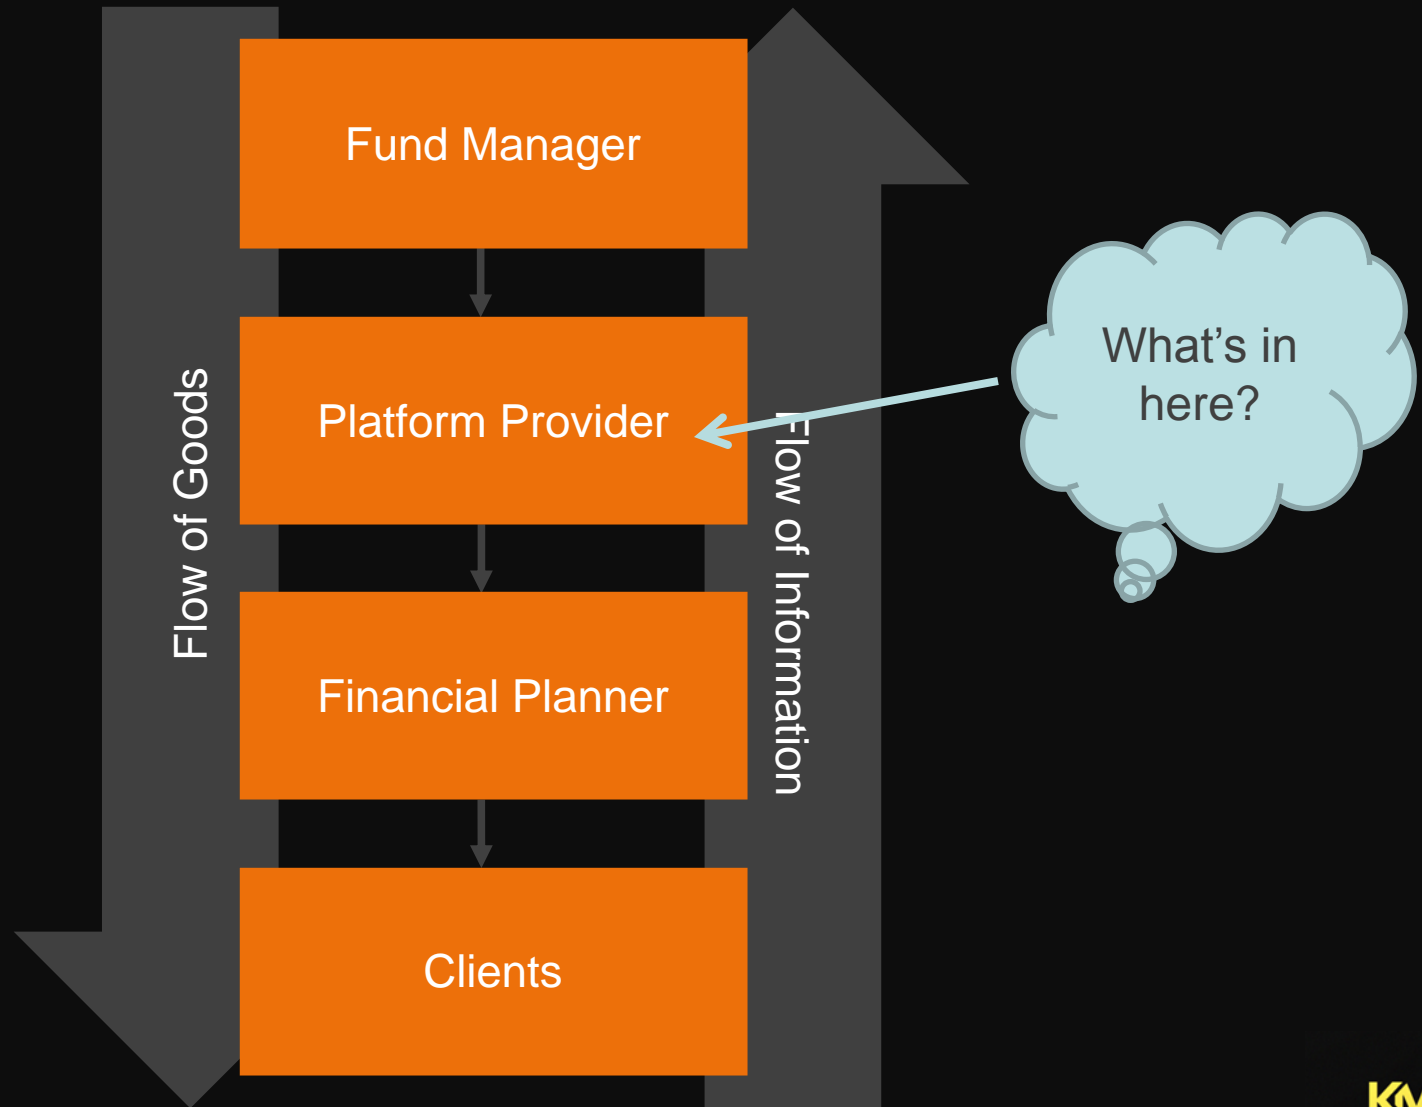 Fund Manager
Platform Provider
Financial Planner
Clients
Flow of Goods
Flow of Information
What’s in
here?